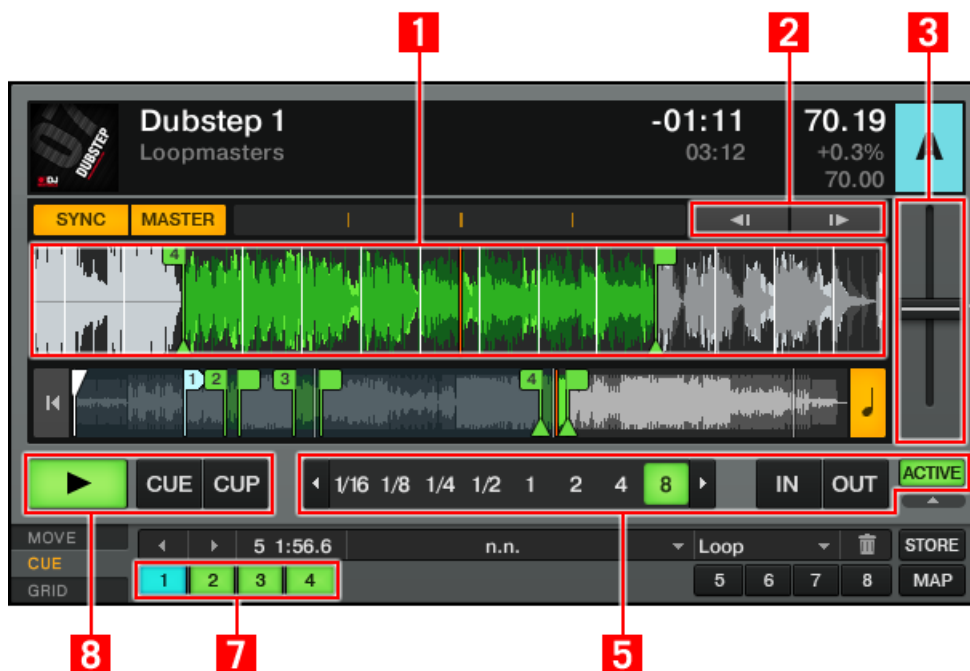 1 2 3
Dubstep 1 -01:11 70.19 A
Loopmasters 03:12 +0.3%
70.00
DUBSTEP
DJ
SYNC MASTER
4
1 2 3 4
CUE CUP 1/16 1/8 1/4 1/2 1 2 4 8 IN OUT ACTIVE
MOVE
CUE
GRID
5 1:56.6 n.n. Loop STORE
1 2 3 4 5 6 7 8 MAP
8 7 5